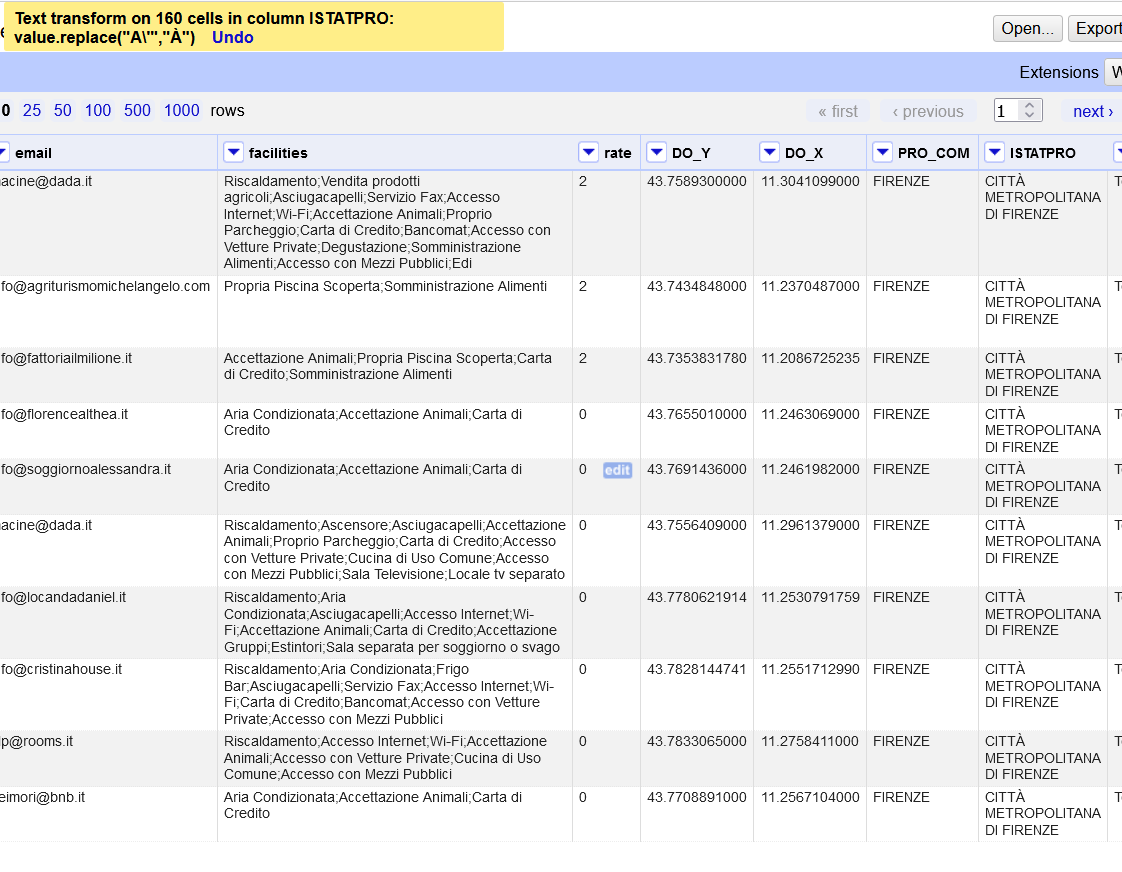 Text transform on 160 cells in column ISTATPRO:
value.replace("A\'","À") Undo
Open... Export
Extensions
0 25 50 100 500 1000 rows « first ‹ previous 1 next ›
email facilities rate DO_Y DO_X PRO_COM ISTATPRO
acine@dada.it Riscaldamento;Vendita prodotti 2 43.7589300000 11.3041099000 FIRENZE CITTÀ
agricoli;Asciugacapelli;Servizio Fax;Accesso METROPOLITANA
Internet;Wi-Fi;Accettazione Animali;Proprio DI FIRENZE
Parcheggio;Carta di Credito;Bancomat;Accesso con
Vetture Private;Degustazione;Somministrazione
Alimenti;Accesso con Mezzi Pubblici;Edi
fo@agriturismomichelangelo.com Propria Piscina Scoperta;Somministrazione Alimenti 2 43.7434848000 11.2370487000 FIRENZE CITTÀ
METROPOLITANA
DI FIRENZE
fo@fattoriailmilione.it Accettazione Animali;Propria Piscina Scoperta;Carta 2 43.7353831780 11.2086725235 FIRENZE CITTÀ
di Credito;Somministrazione Alimenti METROPOLITANA
DI FIRENZE
fo@florencealthea.it Aria Condizionata;Accettazione Animali;Carta di 0 43.7655010000 11.2463069000 FIRENZE CITTÀ
Credito METROPOLITANA
DI FIRENZE
fo@soggiornoalessandra.it Aria Condizionata;Accettazione Animali;Carta di 0 edit 43.7691436000 11.2461982000 FIRENZE CITTÀ
Credito METROPOLITANA
DI FIRENZE
acine@dada.it Riscaldamento;Ascensore;Asciugacapelli;Accettazione 0 43.7556409000 11.2961379000 FIRENZE CITTÀ
Animali;Proprio Parcheggio;Carta di Credito;Accesso METROPOLITANA
con Vetture Private;Cucina di Uso Comune;Accesso DI FIRENZE
con Mezzi Pubblici;Sala Televisione;Locale tv separato
fo@locandadaniel.it Riscaldamento;Aria 0 43.7780621914 11.2530791759 FIRENZE CITTÀ
Condizionata;Asciugacapelli;Accesso Internet;Wi- METROPOLITANA
Fi;Accettazione Animali;Carta di Credito;Accettazione DI FIRENZE
Gruppi;Estintori;Sala separata per soggiorno o svago
fo@cristinahouse.it Riscaldamento;Aria Condizionata;Frigo 0 43.7828144741 11.2551712990 FIRENZE CITTÀ
Bar;Asciugacapelli;Servizio Fax;Accesso Internet;Wi- METROPOLITANA
Fi;Carta di Credito;Bancomat;Accesso con Vetture DI FIRENZE
Private;Accesso con Mezzi Pubblici
p@rooms.it Riscaldamento;Accesso Internet;Wi-Fi;Accettazione 0 43.7833065000 11.2758411000 FIRENZE CITTÀ
Animali;Accesso con Vetture Private;Cucina di Uso METROPOLITANA
Comune;Accesso con Mezzi Pubblici DI FIRENZE
eimori@bnb.it Aria Condizionata;Accettazione Animali;Carta di 0 43.7708891000 11.2567104000 FIRENZE CITTÀ
Credito METROPOLITANA
DI FIRENZE